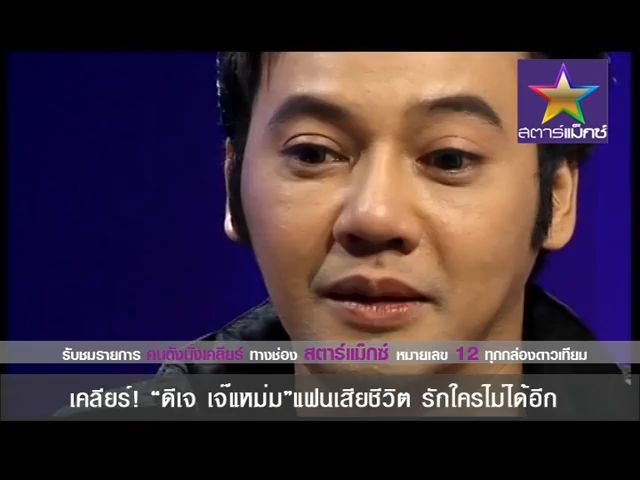 สตาร์แม็กซ์
รับชมรายการ คนดังนั่งเคลียร์ ทางช่อง สตาร์แม็กซ์ หมายเลข 12 ทุกกล่องดาวเทียม
เคลียร์! “ดีเจ เจ๊แหม่ม”แฟนเสียชีวิต รักใครไม่ได้อีก